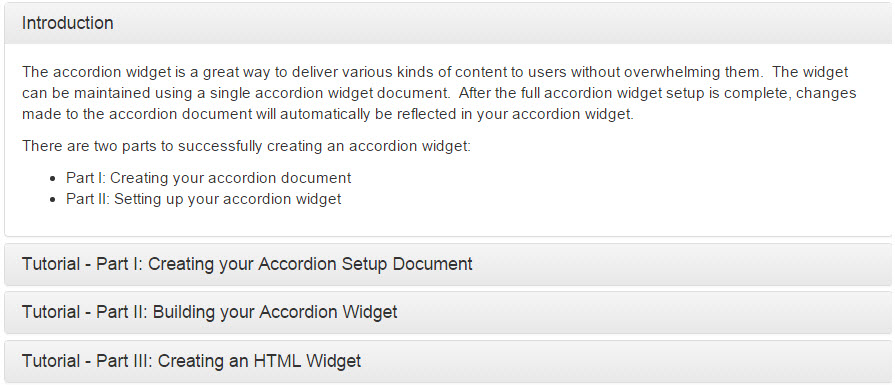 Introduction
The accordion widget is a great way to deliver various kinds of content to users without overwhelming them.  The widget
can be maintained using a single accordion widget document.  After the full accordion widget setup is complete, changes
made to the accordion document will automatically be reflected in your accordion widget.
There are two parts to successfully creating an accordion widget:
• Part I: Creating your accordion document
• Part II: Setting up your accordion widget
Tutorial - Part I: Creating your Accordion Setup Document
Tutorial - Part II: Building your Accordion Widget
Tutorial - Part III: Creating an HTML Widget